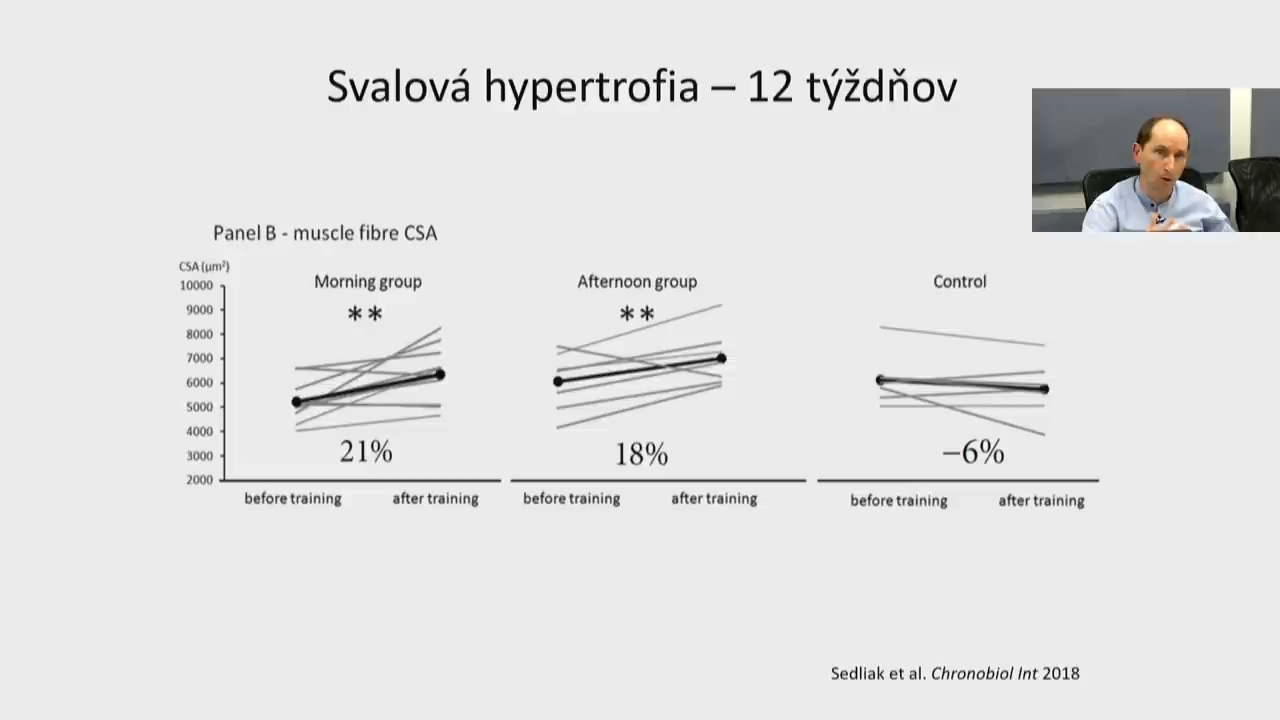 Svalová hypertrofia – 12 týždňov
Panel B - muscle fibre CSA
CSA (µm²)
10000
9000
8000
7000
6000
5000
4000
3000
2000
Morning group
**
21%
before training
after training
Afternoon group
**
18%
before training
after training
Control
–6%
before training
after training
Sedliak et al. Chronobiol Int 2018